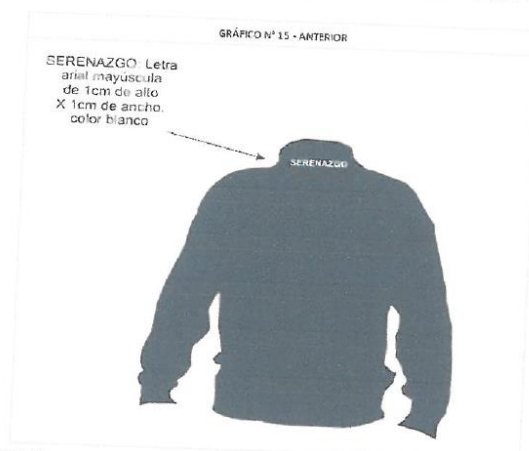 GRÁFICO N° 15 - ANTERIOR
SERENAZGO: Letra
arial mayúscula
de 1cm de alto
X 1cm de ancho.
color blanco
SERENAZGO